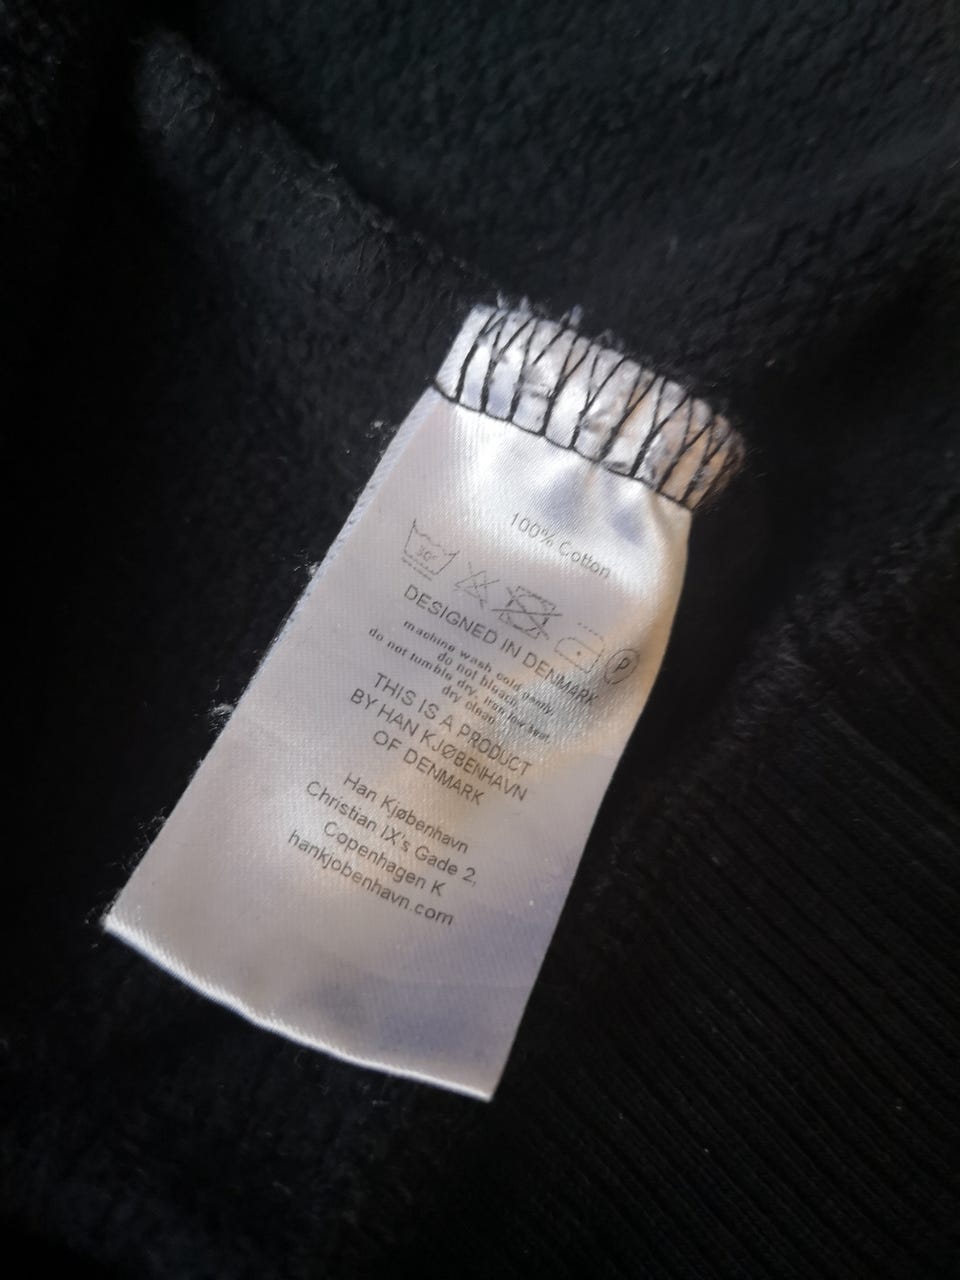 100% Cotton
30°
P
DESIGNED IN DENMARK
machine wash cold gently,
do not bleach,
do not tumble dry, iron low heat,
dry clean
THIS IS A PRODUCT
BY HAN KJØBENHAVN
OF DENMARK
Han Kjøbenhavn
Christian IX's Gade 2,
Copenhagen K
hankjobenhavn.com